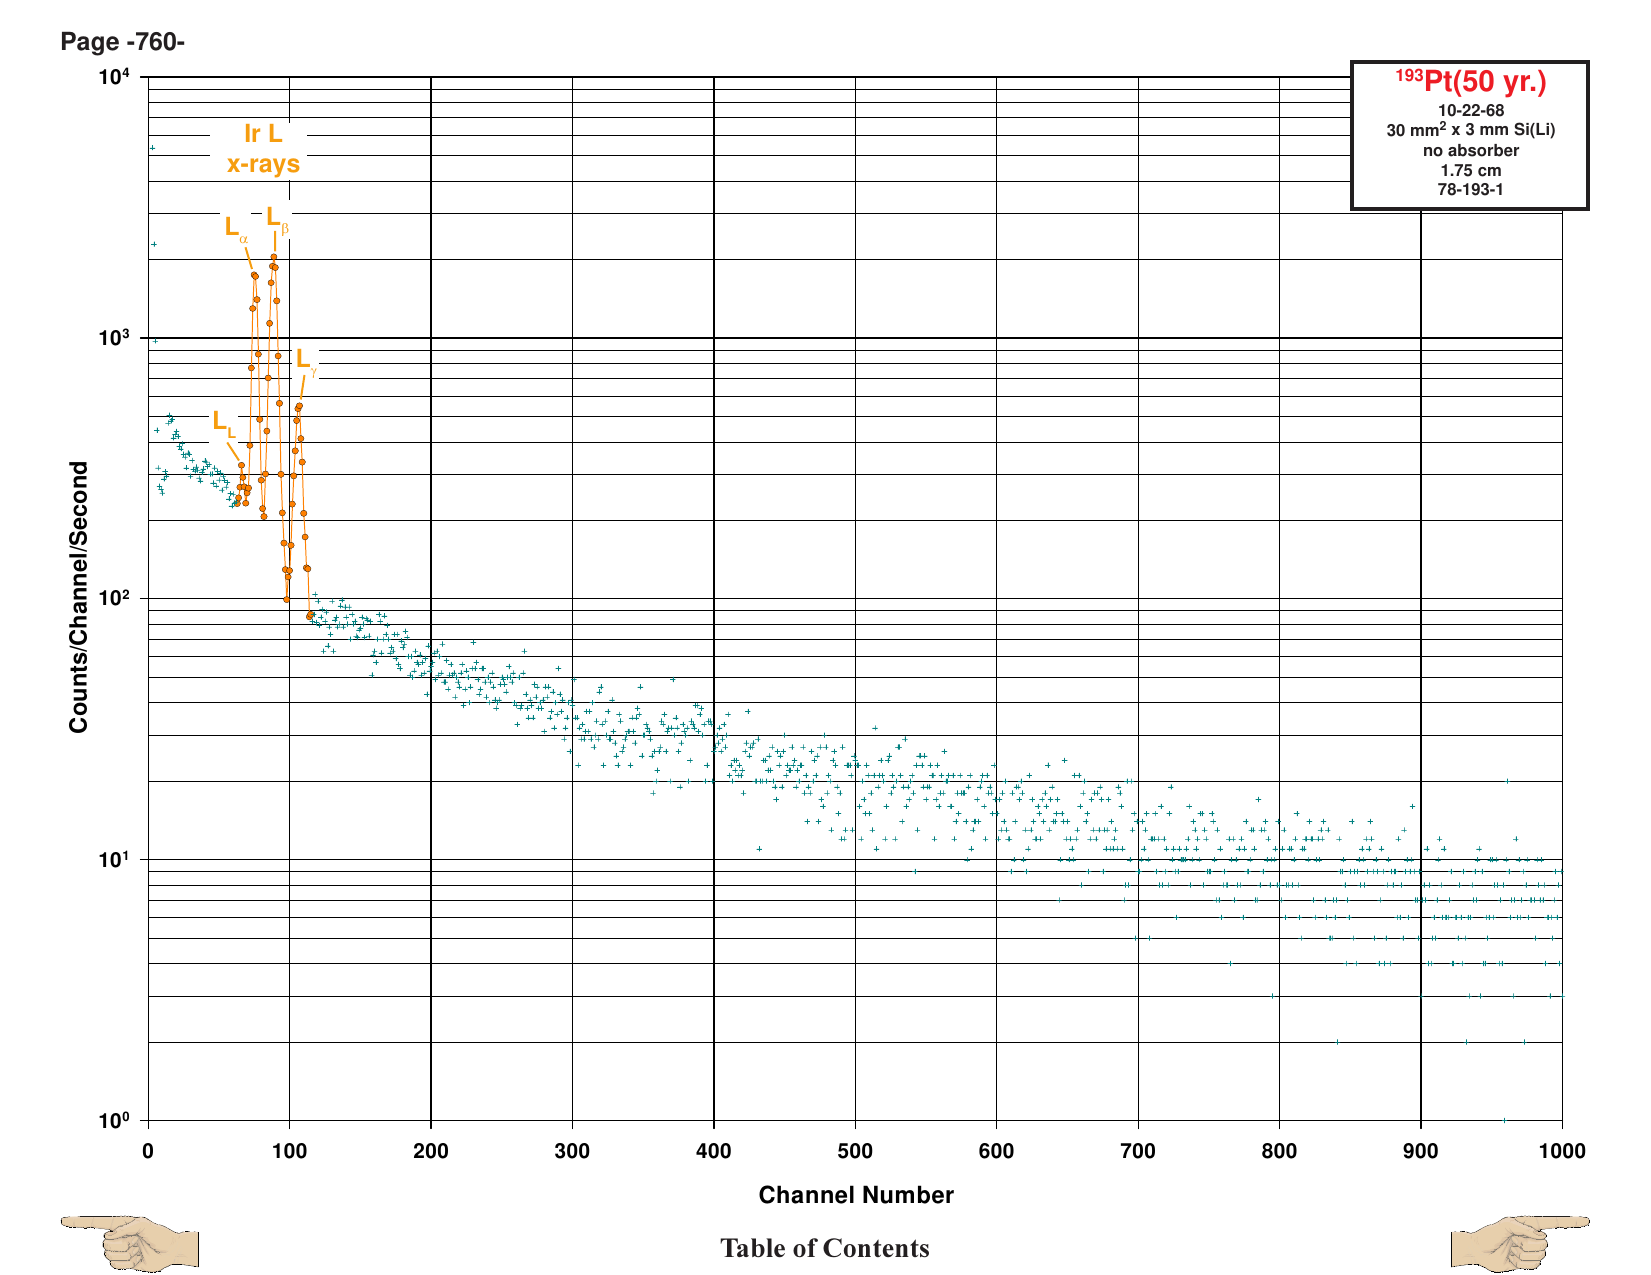 Page -760-
10⁴
¹⁹³Pt(50 yr.)
10-22-68
30 mm² x 3 mm Si(Li)
no absorber
1.75 cm
78-193-1
Ir L
x-rays
Lα
Lβ
10³
Lγ
LL
Counts/Channel/Second
10²
10¹
10⁰
0 100 200 300 400 500 600 700 800 900 1000
Channel Number
Table of Contents